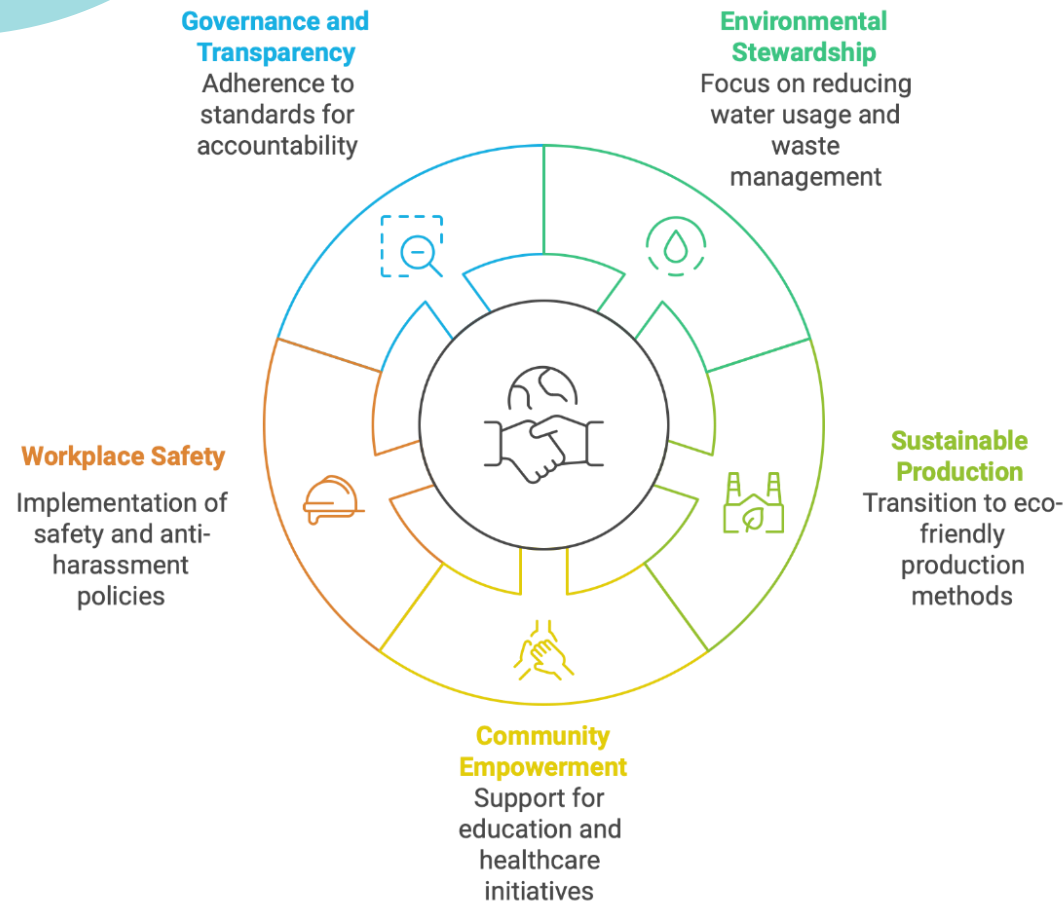 Governance and
Transparency
Adherence to
standards for
accountability
Environmental
Stewardship
Focus on reducing
water usage and
waste
management
Workplace Safety
Implementation of
safety and anti-
harassment
policies
Sustainable
Production
Transition to eco-
friendly
production
methods
Community
Empowerment
Support for
education and
healthcare
initiatives